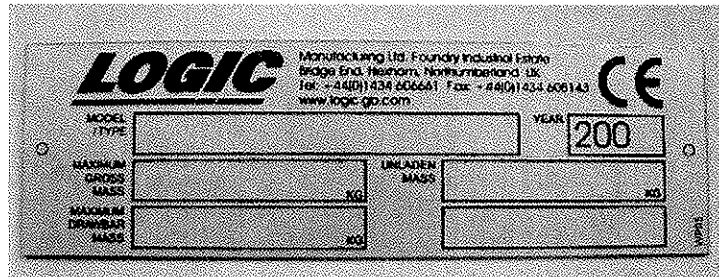 LOGIC
Manufacturing Ltd. Foundry Industrial Estate
Bridge End, Hexham, Northumberland UK
Tel: +44(0)1434 606661 Fax: +44(0)1434 608143
www.logic-gb.com
CE
MODEL
/TYPE
YEAR
200
MAXIMUM
GROSS
MASS
KG
UNLADEN
MASS
KG
MAXIMUM
DRAWBAR
MASS
KG